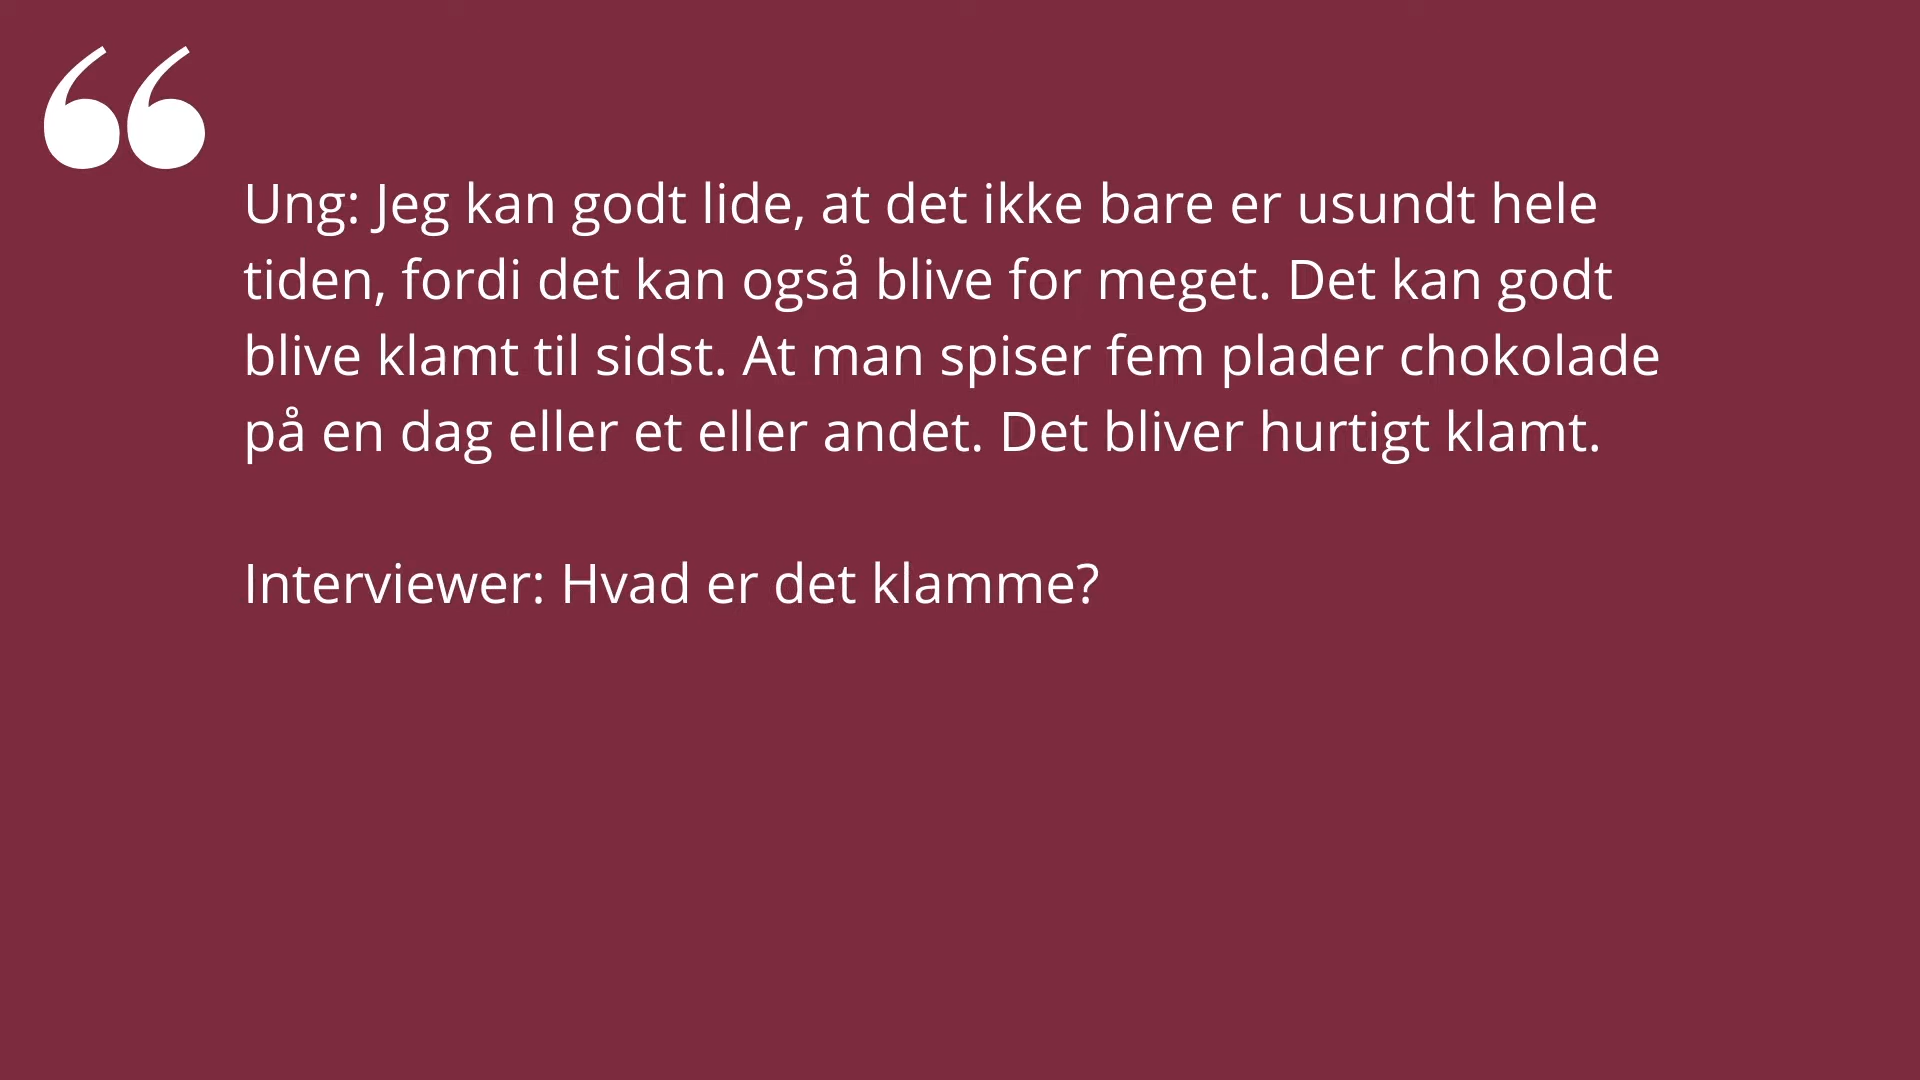 “
Ung: Jeg kan godt lide, at det ikke bare er usundt hele
tiden, fordi det kan også blive for meget. Det kan godt
blive klamt til sidst. At man spiser fem plader chokolade
på en dag eller et eller andet. Det bliver hurtigt klamt.
Interviewer: Hvad er det klamme?